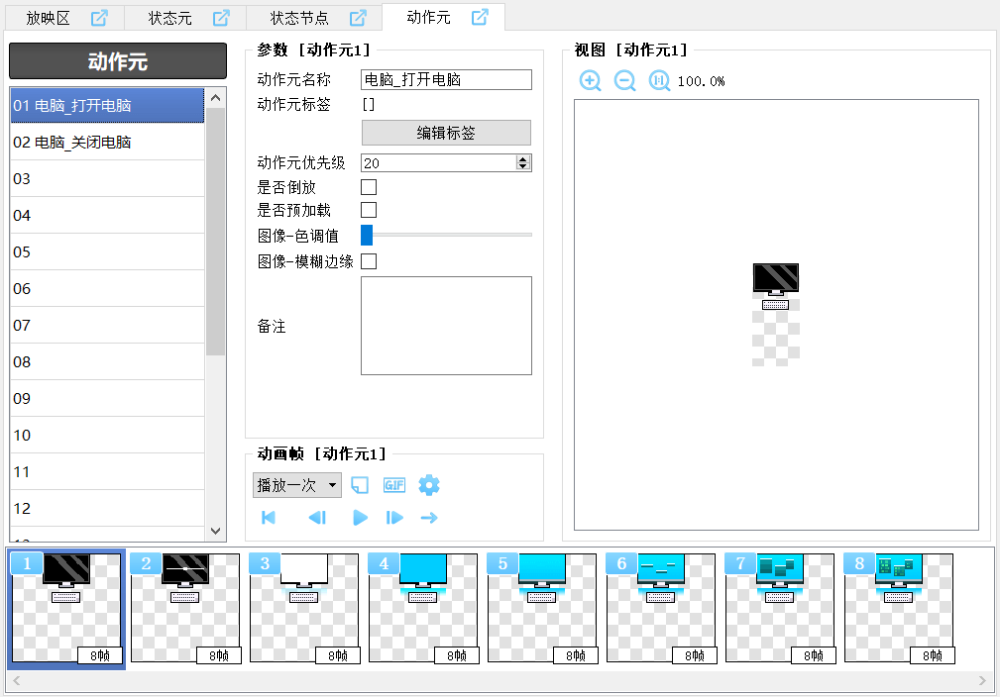 放映区 状态元 状态节点 动作元
动作元
01 电脑_打开电脑
02 电脑_关闭电脑
03
04
05
06
07
08
09
10
11
12
参数 [动作元1]
动作元名称 电脑_打开电脑
动作元标签 []
编辑标签
动作元优先级 20
是否倒放
是否预加载
图像-色调值
图像-模糊边缘
备注
动画帧 [动作元1]
播放一次 GIF
视图 [动作元1]
100.0%
1 2 3 4 5 6 7 8
8帧 8帧 8帧 8帧 8帧 8帧 8帧 8帧